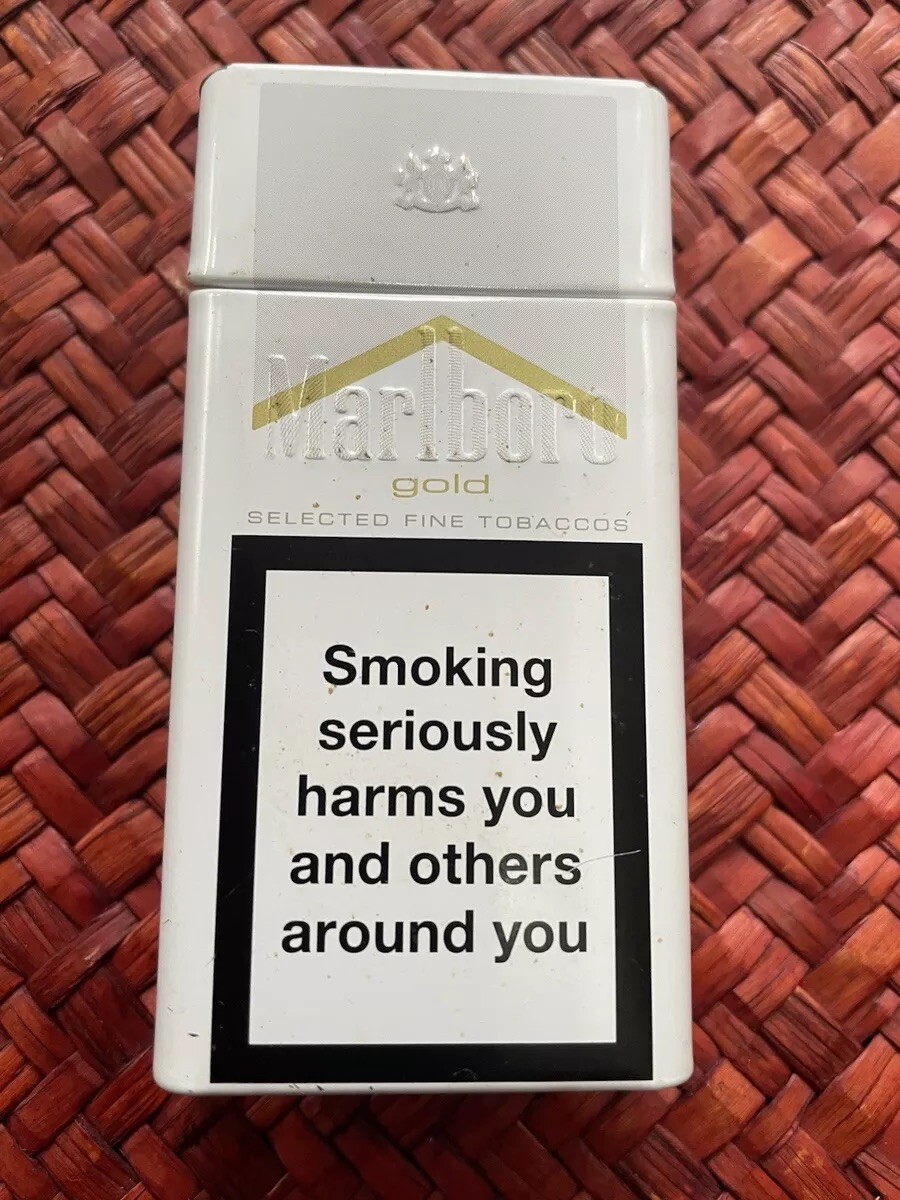 Marlboro
gold
SELECTED FINE TOBACCOS
Smoking
seriously
harms you
and others
around you